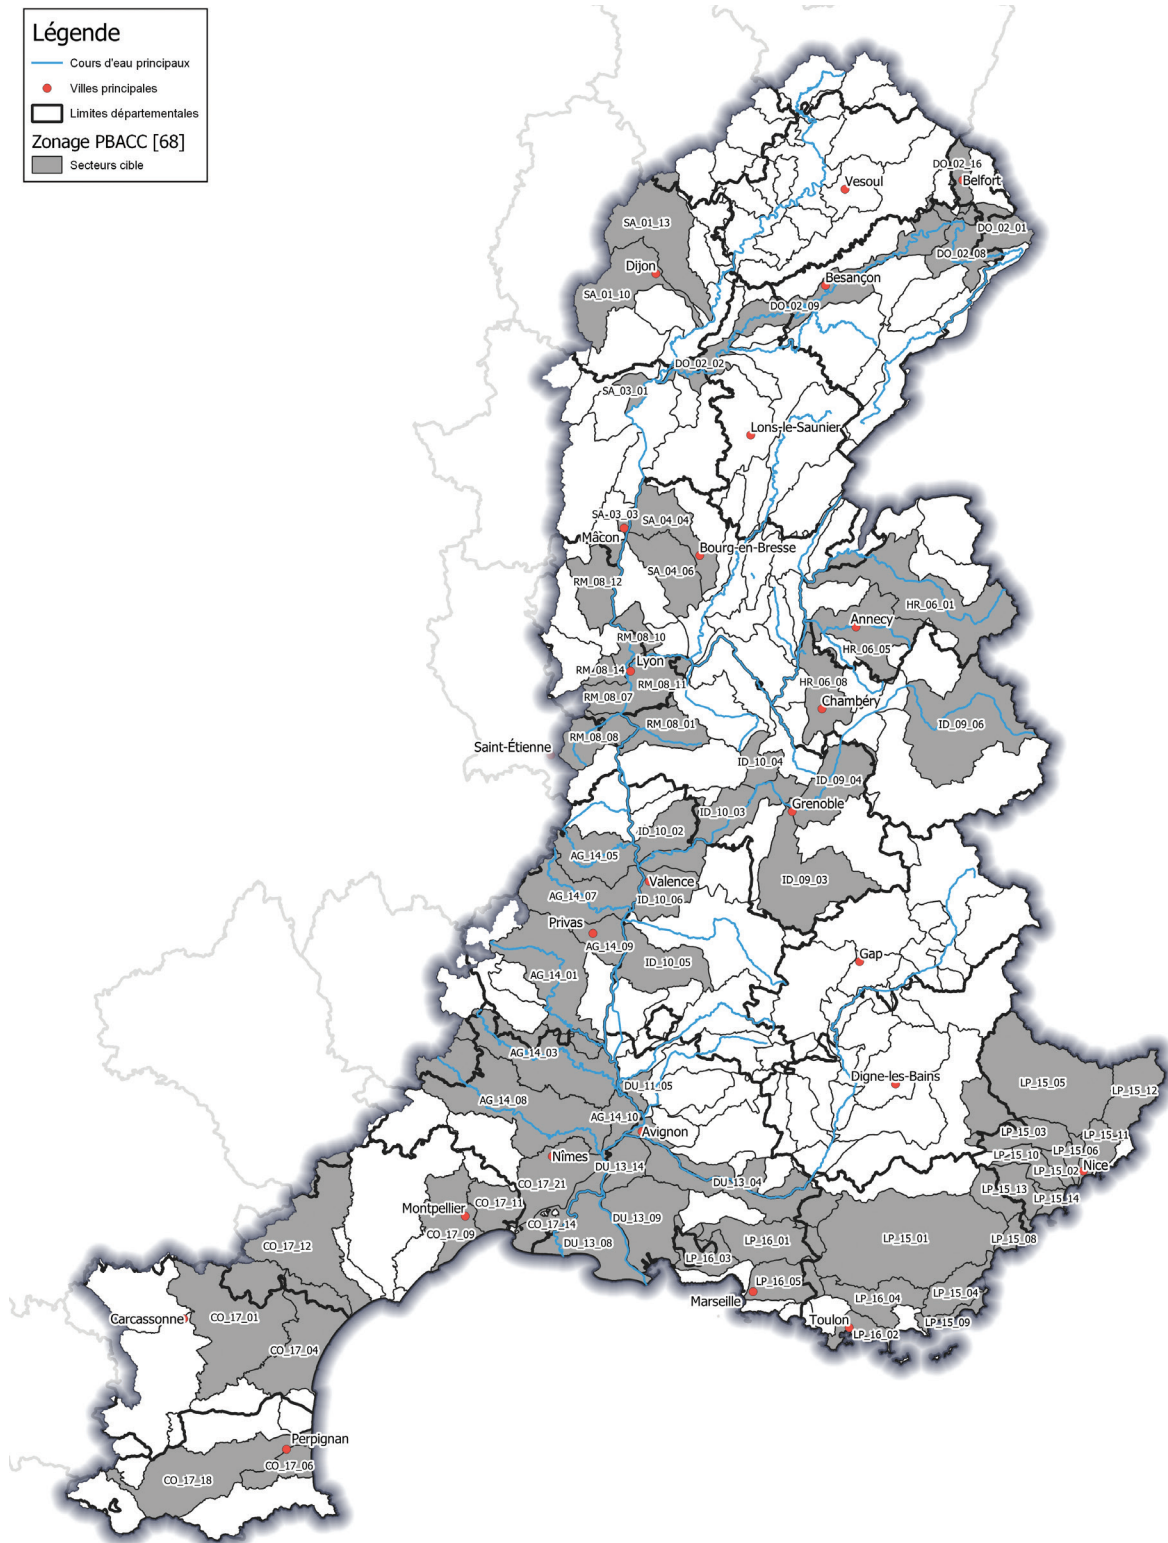 Légende
Cours d'eau principaux
Villes principales
Limites départementales
Zonage PBACC [68]
Secteurs cible
DO_02_16
Belfort
Vesoul
SA_01_13
DO_02_01
DO_02_08
Dijon
Besançon
SA_01_10
DO_02_09
DO_02_02
SA_03_01
Lons-le-Saunier
SA_03_03
SA_04_04
Mâcon
Bourg-en-Bresse
SA_04_06
RM_08_12
HR_06_01
Annecy
RM_08_10
HR_06_05
Lyon
RM_08_14
RM_08_11
HR_06_08
RM_08_07
Chambéry
RM_08_01
ID_09_06
RM_08_08
Saint-Étienne
ID_10_04
ID_09_04
Grenoble
ID_10_03
ID_10_02
AG_14_05
ID_09_03
Valence
AG_14_07
ID_10_06
Privas
AG_14_09
Gap
ID_10_05
AG_14_01
AG_14_03
Digne-les-Bains
DU_11_05
LP_15_05
LP_15_12
AG_14_08
AG_14_10
Avignon
LP_15_03
LP_15_11
LP_15_06
LP_15_10
Nîmes
DU_13_14
LP_15_02
Nice
CO_17_21
DU_13_04
LP_15_13
LP_15_14
CO_17_11
Montpellier
DU_13_09
CO_17_14
CO_17_09
DU_13_08
LP_16_01
LP_15_01
LP_15_08
CO_17_12
LP_16_03
LP_16_05
LP_15_04
LP_16_04
Marseille
Carcassonne
CO_17_01
Toulon
LP_15_09
LP_16_02
CO_17_04
Perpignan
CO_17_06
CO_17_18